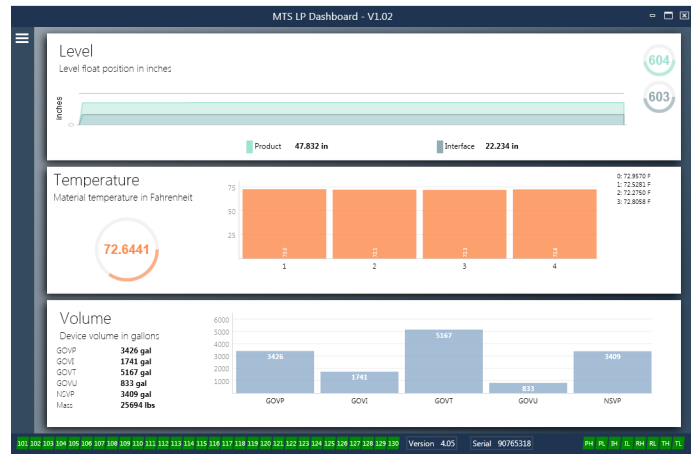 MTS LP Dashboard - V1.02
Level
Level float position in inches
604
603
inches
0
Product 47.832 in Interface 22.234 in
Temperature
Material temperature in Fahrenheit
72.6441
75
50
25
1 2 3 4
0: 72.9570 F
1: 72.5281 F
2: 72.2750 F
3: 72.8058 F
Volume
Device volume in gallons
GOVP 3426 gal
GOVI 1741 gal
GOVT 5167 gal
GOVU 833 gal
NSVP 3409 gal
Mass 25694 lbs
6000
5000
4000
3000
2000
1000
3426 1741 5167 833 3409
GOVP GOVI GOVT GOVU NSVP
101 102 103 104 105 106 107 108 109 110 111 112 113 114 115 116 117 118 119 120 121 122 123 124 125 126 127 128 129 130 Version 4.05 Serial 90765318 PH PL IH IL RH RL TH TL